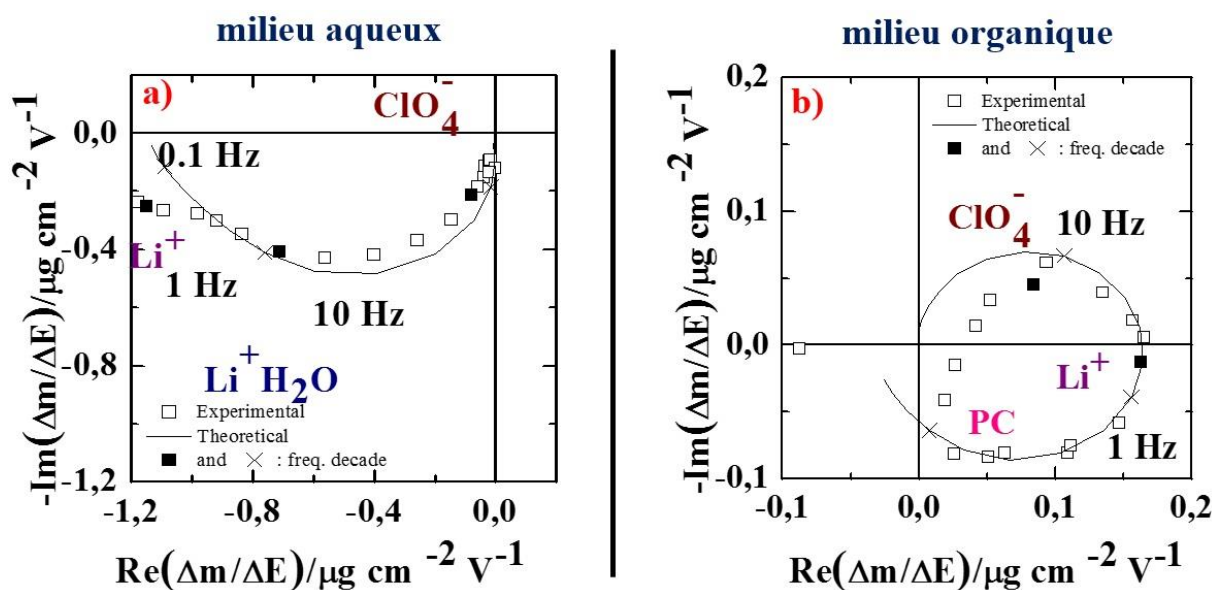 milieu aqueux
a)
ClO₄⁻
0,0
0.1 Hz
-0,4
Li⁺
1 Hz
10 Hz
-0,8
Li⁺H₂O
Experimental
Theoretical
and × : freq. decade
-1,2
-1,2 -0,8 -0,4 0,0
-Im(Δm/ΔE)/μg cm⁻² V⁻¹
Re(Δm/ΔE)/μg cm⁻² V⁻¹
milieu organique
0,2
b)
Experimental
Theoretical
and × : freq. decade
0,1
ClO₄⁻
10 Hz
0,0
Li⁺
PC
1 Hz
-0,1
-0,1 0,0 0,1 0,2
-Im(Δm/ΔE)/μg cm⁻² V⁻¹
Re(Δm/ΔE)/μg cm⁻² V⁻¹